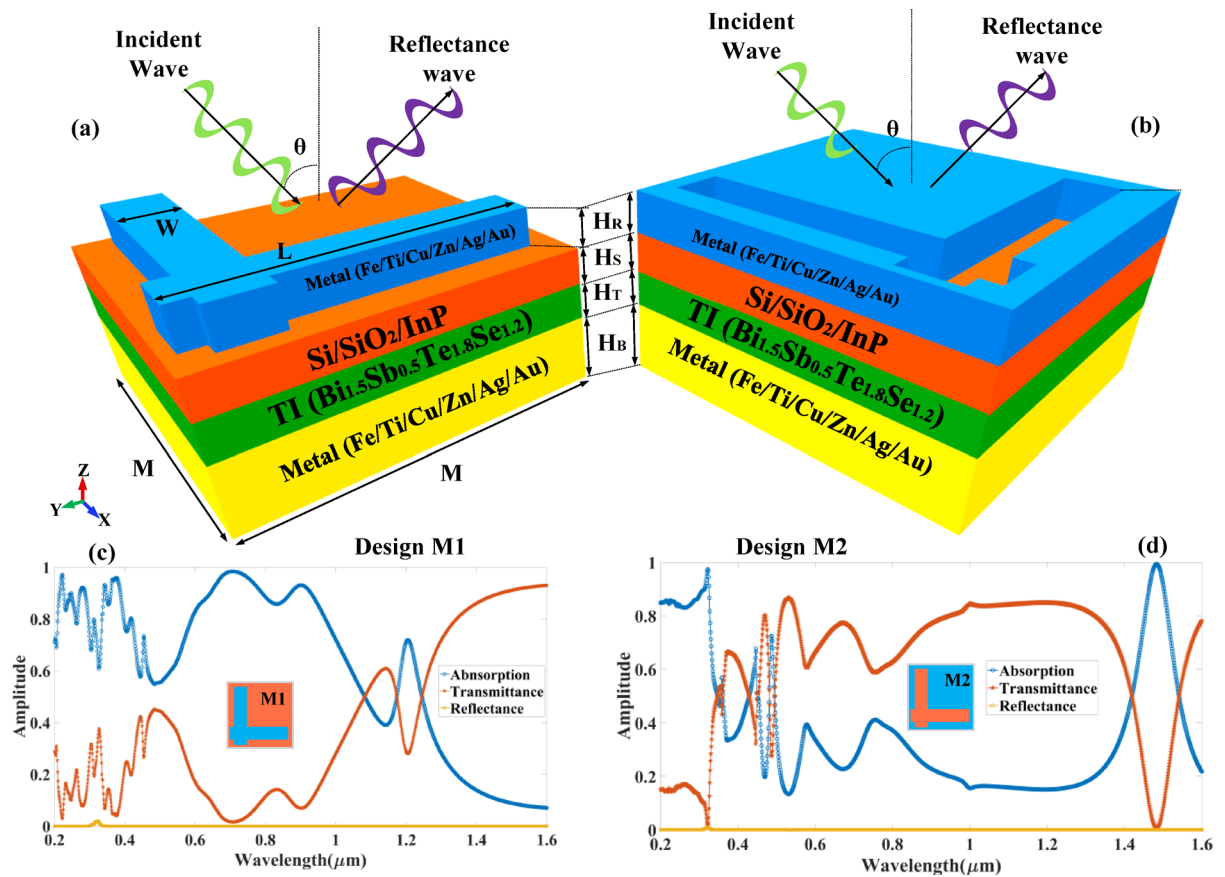 Incident
Wave
Reflectance
wave
(a)
θ
W
L
Metal (Fe/Ti/Cu/Zn/Ag/Au)
Si/SiO2/InP
TI (Bi1.5Sb0.5Te1.8Se1.2)
Metal (Fe/Ti/Cu/Zn/Ag/Au)
M
M
Z
Y
X
HR
HS
HT
HB
Incident
Wave
Reflectance
wave
(b)
θ
Metal (Fe/Ti/Cu/Zn/Ag/Au)
Si/SiO2/InP
TI (Bi1.5Sb0.5Te1.8Se1.2)
Metal (Fe/Ti/Cu/Zn/Ag/Au)
(c)
Design M1
1
0.8
0.6
0.4
0.2
0
Amplitude
M1
Abnsorption
Transmittance
Reflectance
0.2 0.4 0.6 0.8 1 1.2 1.4 1.6
Wavelength(μm)
Design M2
(d)
1
0.8
0.6
0.4
0.2
0
Amplitude
M2
Abnsorption
Transmittance
Reflectance
0.2 0.4 0.6 0.8 1 1.2 1.4 1.6
Wavelength(μm)